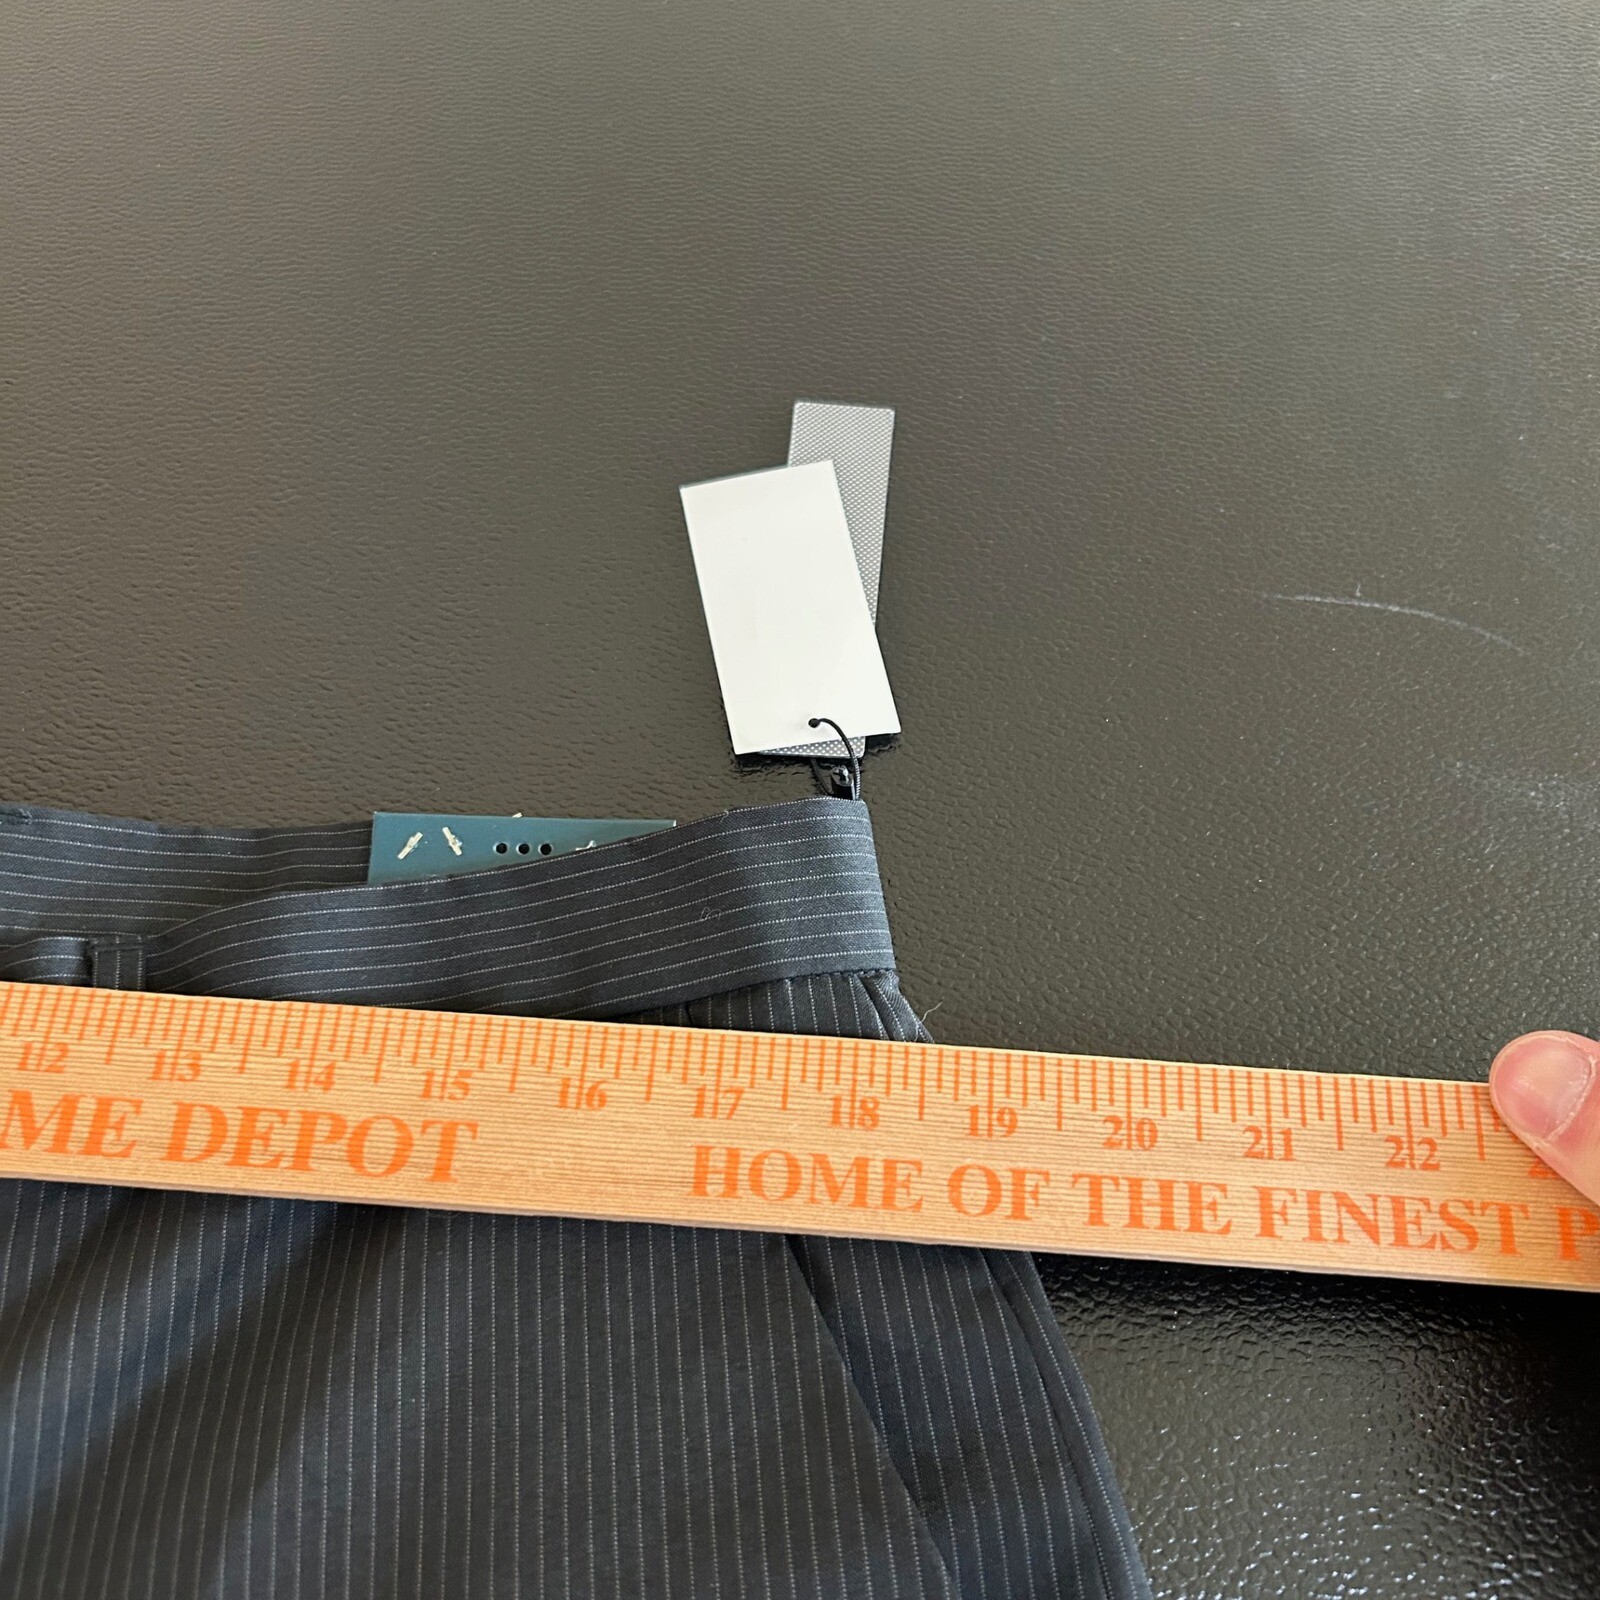 12 13 14 15 16 17 18 19 20 21 22
ME DEPOT HOME OF THE FINEST P